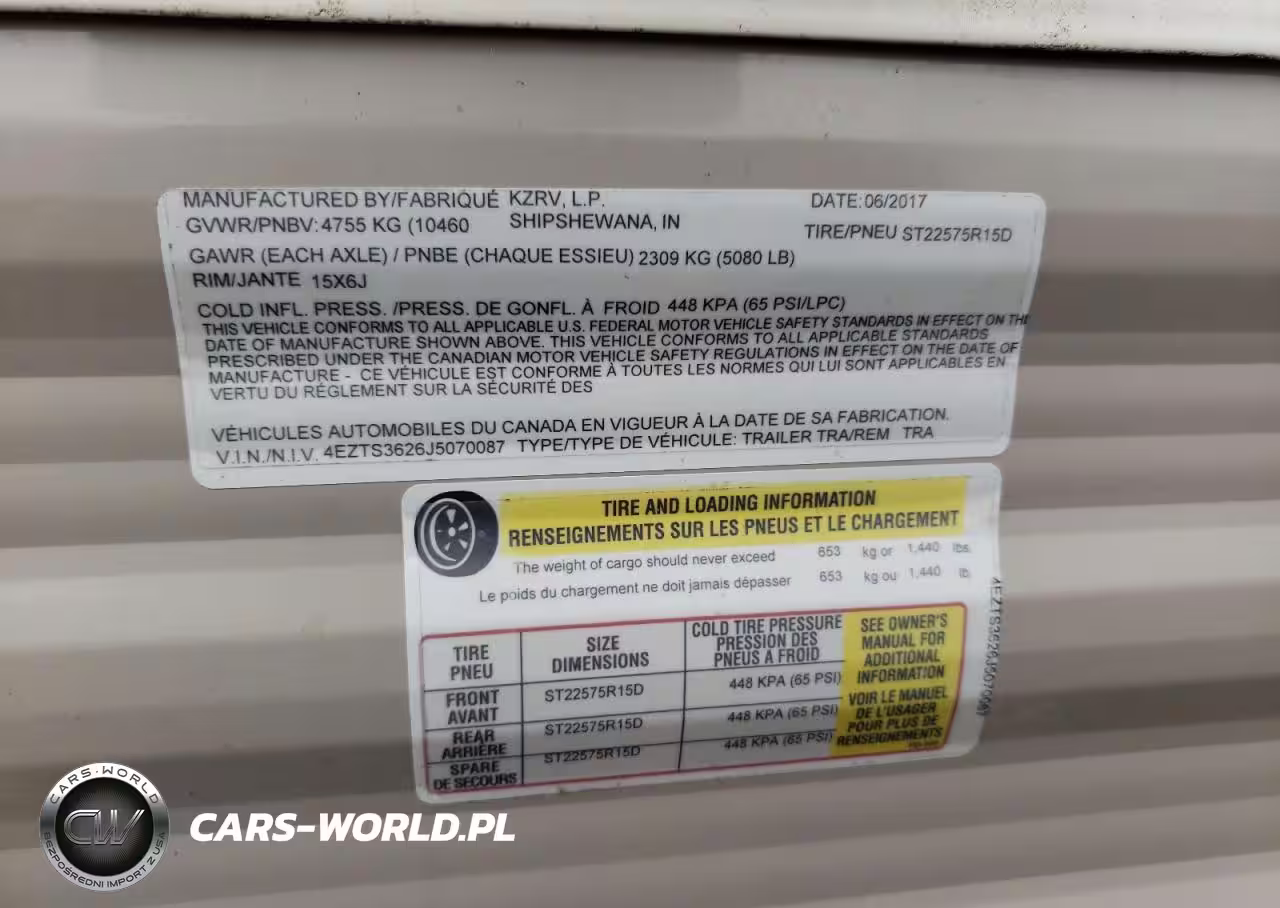 MANUFACTURED BY/FABRIQUÉ KZRV, L.P. DATE: 06/2017
GVWR/PNBV: 4755 KG (10460 SHIPSHEWANA, IN TIRE/PNEU ST22575R15D
GAWR (EACH AXLE) / PNBE (CHAQUE ESSIEU) 2309 KG (5080 LB)
RIM/JANTE 15X6J
COLD INFL. PRESS. /PRESS. DE GONFL. À FROID 448 KPA (65 PSI/LPC)
THIS VEHICLE CONFORMS TO ALL APPLICABLE U.S. FEDERAL MOTOR VEHICLE SAFETY STANDARDS IN EFFECT ON THE
DATE OF MANUFACTURE SHOWN ABOVE. THIS VEHICLE CONFORMS TO ALL APPLICABLE STANDARDS
PRESCRIBED UNDER THE CANADIAN MOTOR VEHICLE SAFETY REGULATIONS IN EFFECT ON THE DATE OF
MANUFACTURE - CE VÉHICULE EST CONFORME À TOUTES LES NORMES QUI LUI SONT APPLICABLES EN
VERTU DU RÉGLEMENT SUR LA SÉCURITÉ DES
VÉHICULES AUTOMOBILES DU CANADA EN VIGUEUR À LA DATE DE SA FABRICATION.
V.I.N./N.I.V. 4EZTS3626J5070087 TYPE/TYPE DE VÉHICULE: TRAILER TRA/REM TRA
TIRE AND LOADING INFORMATION
RENSEIGNEMENTS SUR LES PNEUS ET LE CHARGEMENT
The weight of cargo should never exceed 653 kg or 1,440 lbs.
Le poids du chargement ne doit jamais dépasser 653 kg ou 1,440 lb.
4EZTS3626J5070087
TIRE
PNEU
SIZE
DIMENSIONS
COLD TIRE PRESSURE
PRESSION DES
PNEUS A FROID
FRONT
AVANT
ST22575R15D
448 KPA (65 PSI)
REAR
ARRIÈRE
ST22575R15D
448 KPA (65 PSI)
SPARE
DE SECOURS
ST22575R15D
448 KPA (65 PSI)
SEE OWNER'S
MANUAL FOR
ADDITIONAL
INFORMATION
VOIR LE MANUEL
DE L'USAGER
POUR PLUS DE
RENSEIGNEMENTS
CARS-WORLD
CW
BEZPOŚREDNI IMPORT Z USA
CARS-WORLD.PL